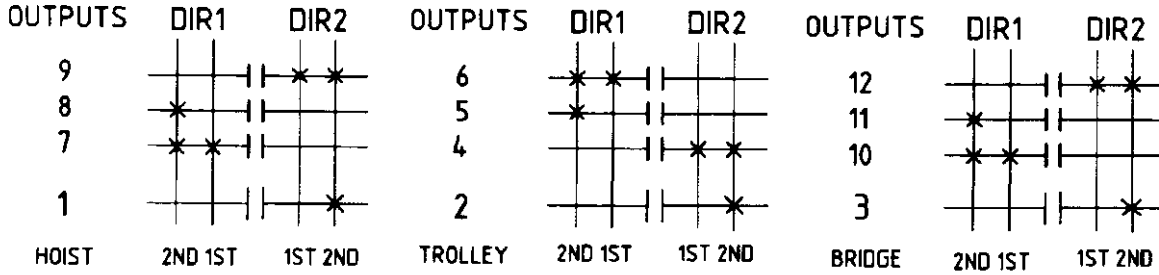 OUTPUTS DIR1 DIR2
9
8
7
1
HOIST 2ND 1ST 1ST 2ND
OUTPUTS DIR1 DIR2
6
5
4
2
TROLLEY 2ND 1ST 1ST 2ND
OUTPUTS DIR1 DIR2
12
11
10
3
BRIDGE 2ND 1ST 1ST 2ND